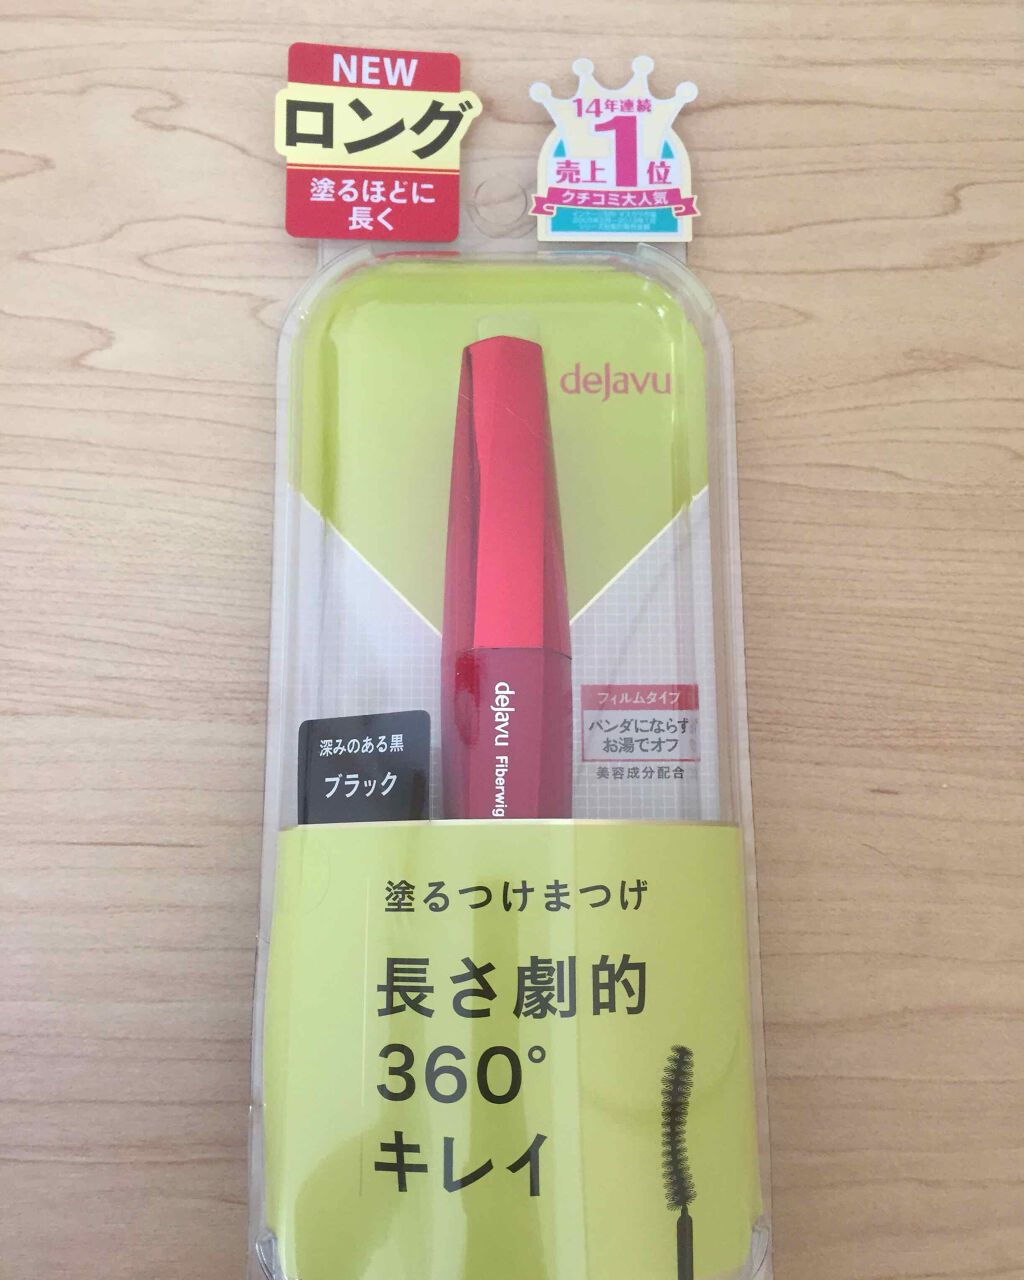 NEW
ロング
塗るほどに
長く
14年連続
売上1位
クチコミ大人気
dejavu
dejavu Fiberwig
フィルムタイプ
パンダにならず
お湯でオフ
美容成分配合
深みのある黒
ブラック
塗るつけまつげ
長さ劇的
360°
キレイ